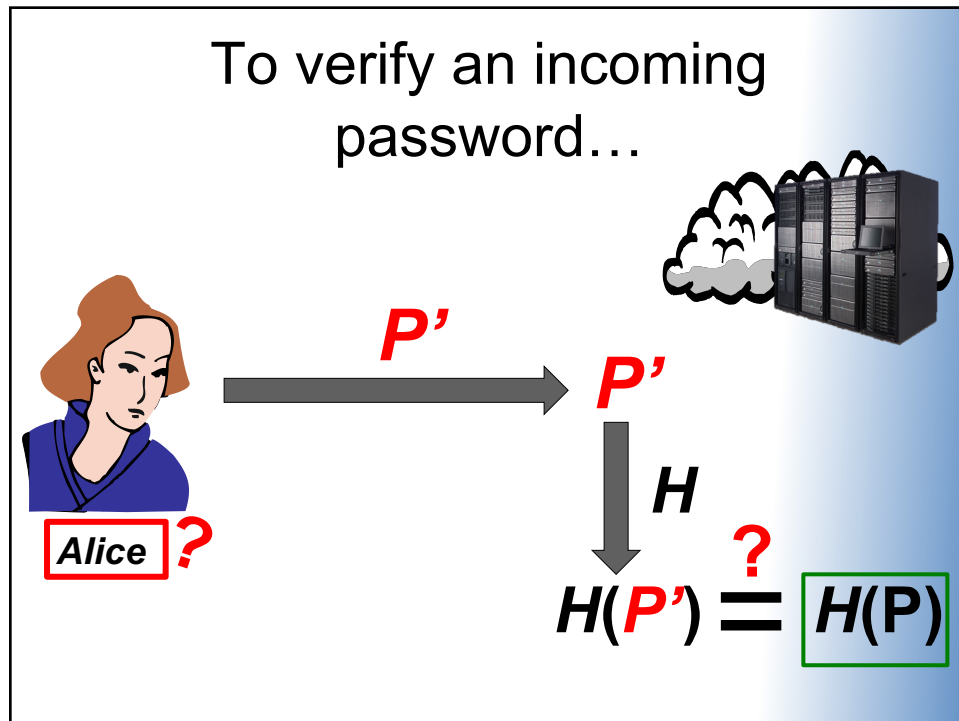 To verify an incoming
password…
P’
P’
H
Alice ?
?
H(P’) = H(P)